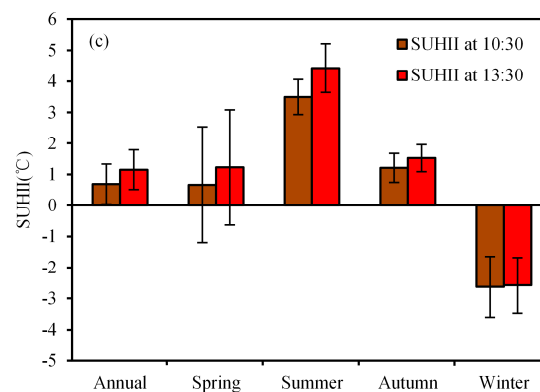 (c)
SUHII at 10:30
SUHII at 13:30
SUHII(℃)
6
5
4
3
2
1
0
-1
-2
-3
-4
-5
Annual Spring Summer Autumn Winter